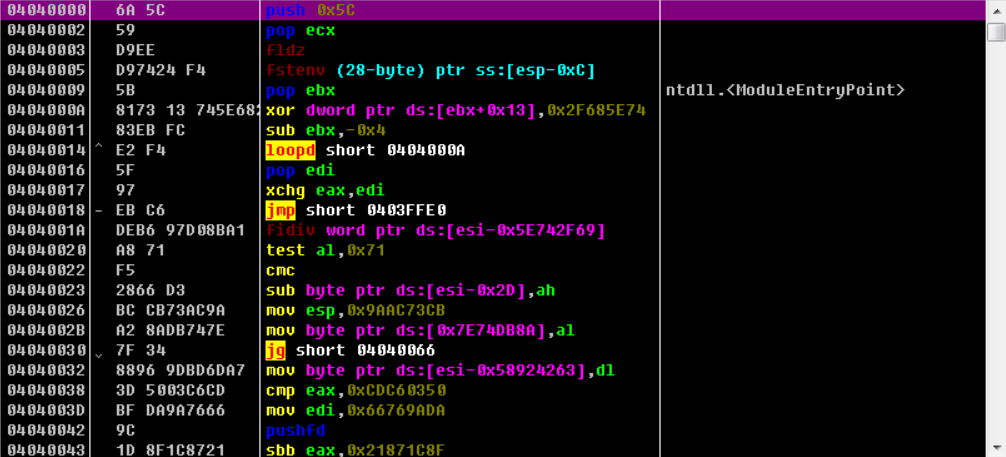 04040000 6A 5C push 0x5C
04040002 59 pop ecx
04040003 D9EE fldz
04040005 D97424 F4 fstenv (28-byte) ptr ss:[esp-0xC]
04040009 5B pop ebx ntdll.<ModuleEntryPoint>
0404000A 8173 13 745E682 xor dword ptr ds:[ebx+0x13],0x2F685E74
04040011 83EB FC sub ebx,-0x4
04040014 ^ E2 F4 loopd short 0404000A
04040016 5F pop edi
04040017 97 xchg eax,edi
04040018 - EB C6 jmp short 0403FFE0
0404001A DEB6 97D08BA1 fidiv word ptr ds:[esi-0x5E742F69]
04040020 A8 71 test al,0x71
04040022 F5 cmc
04040023 2866 D3 sub byte ptr ds:[esi-0x2D],ah
04040026 BC CB73AC9A mov esp,0x9AAC73CB
0404002B A2 8ADB747E mov byte ptr ds:[0x7E74DB8A],al
04040030 7F 34 jg short 04040066
04040032 8896 9DBD6DA7 mov byte ptr ds:[esi-0x58924263],dl
04040038 3D 5003C6CD cmp eax,0xCDC60350
0404003D BF DA9A7666 mov edi,0x66769ADA
04040042 9C pushfd
04040043 1D 8F1C8721 sbb eax,0x21871C8F